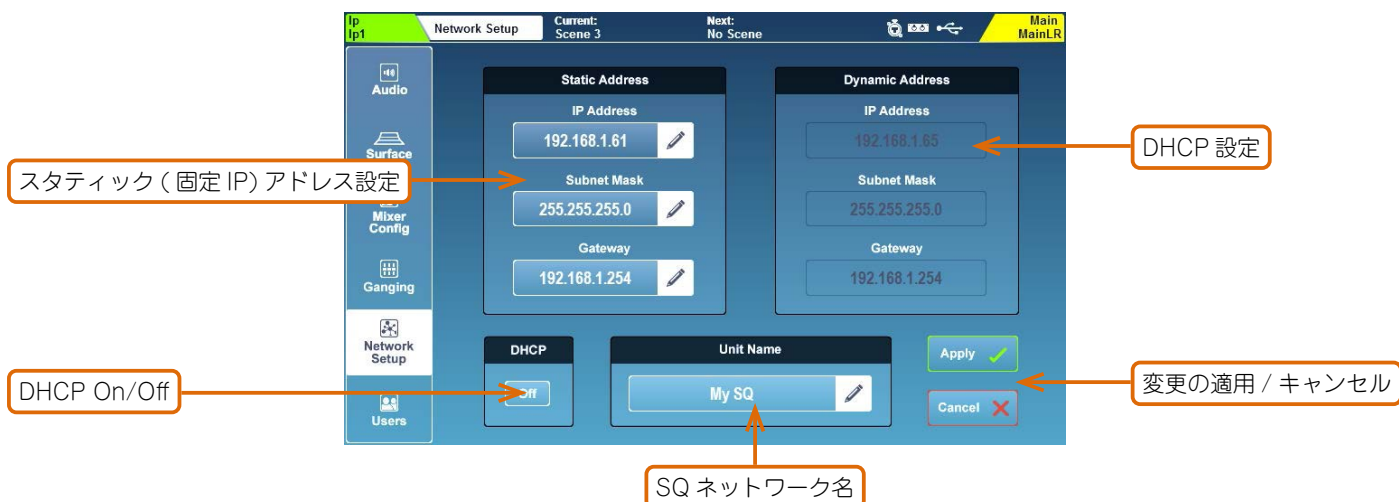 Ip
Ip1
Network Setup
Current:
Scene 3
Next:
No Scene
Main
MainLR
Audio
Surface
Mixer
Config
Ganging
Network
Setup
Users
Static Address
IP Address
192.168.1.61
Subnet Mask
255.255.255.0
Gateway
192.168.1.254
Dynamic Address
IP Address
192.168.1.65
Subnet Mask
255.255.255.0
Gateway
192.168.1.254
DHCP
Off
Unit Name
My SQ
Apply
Cancel
スタティック ( 固定 IP) アドレス設定
DHCP 設定
DHCP On/Off
変更の適用 / キャンセル
SQ ネットワーク名